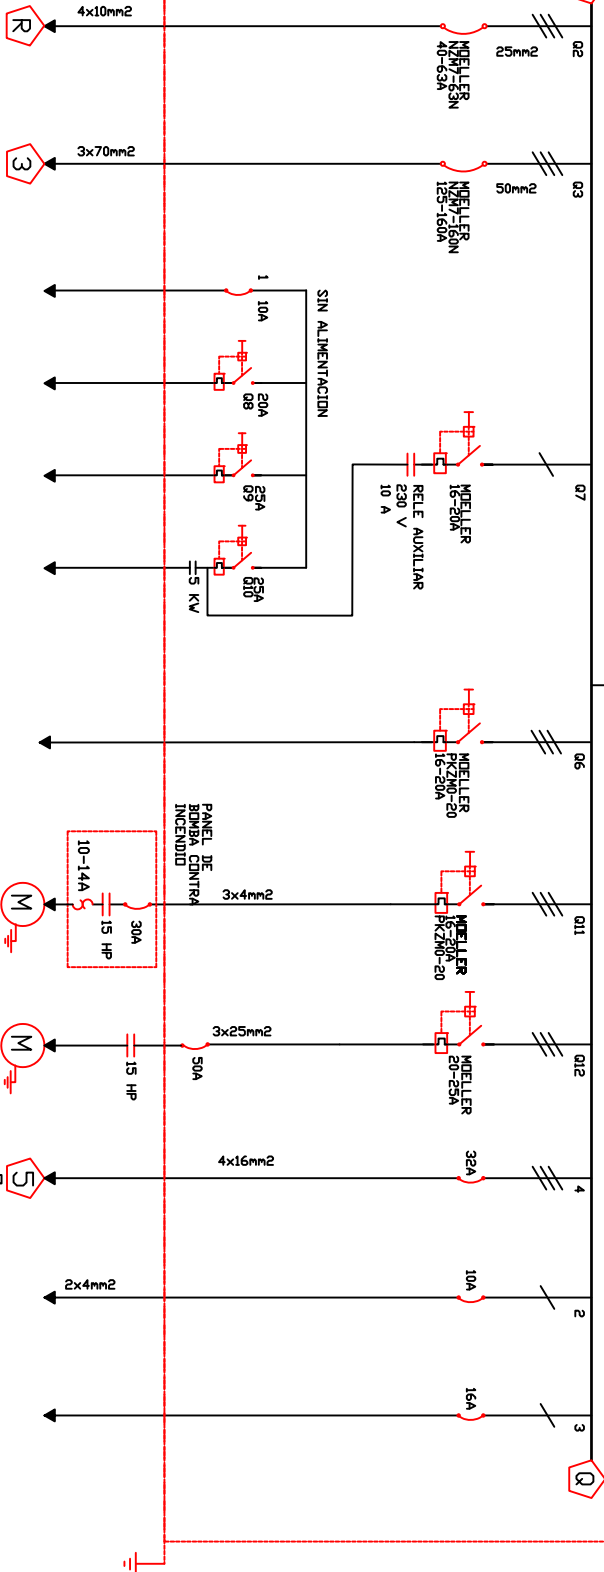 4x10mm2
R
MOELLER
NZM7-63N
40-63A
25mm2
Q2
3x70mm2
3
MOELLER
NZM7-160N
125-160A
50mm2
Q3
1
10A
SIN ALIMENTACION
20A
Q8
25A
Q9
25A
Q10
5 KW
MOELLER
16-20A
RELE AUXILIAR
230 V
10 A
Q7
MOELLER
PKZM0-20
16-20A
Q6
PANEL DE
BOMBA CONTRA
INCENDIO
10-14A
15 HP
30A
M
3x4mm2
MOELLER
16-20A
PKZM0-20
Q11
M
15 HP
50A
3x25mm2
MOELLER
20-25A
Q12
5
4x16mm2
32A
4
2x4mm2
10A
2
16A
3
Q